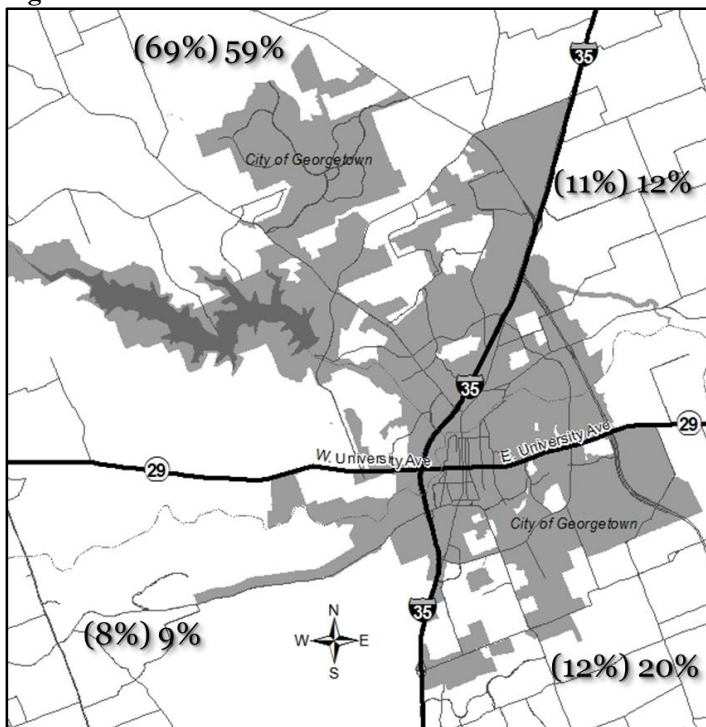 (69%) 59%
35
City of Georgetown
(11%) 12%
35
29
E. University Ave
W. University Ave
29
City of Georgetown
N
W E
S
35
(8%) 9%
(12%) 20%